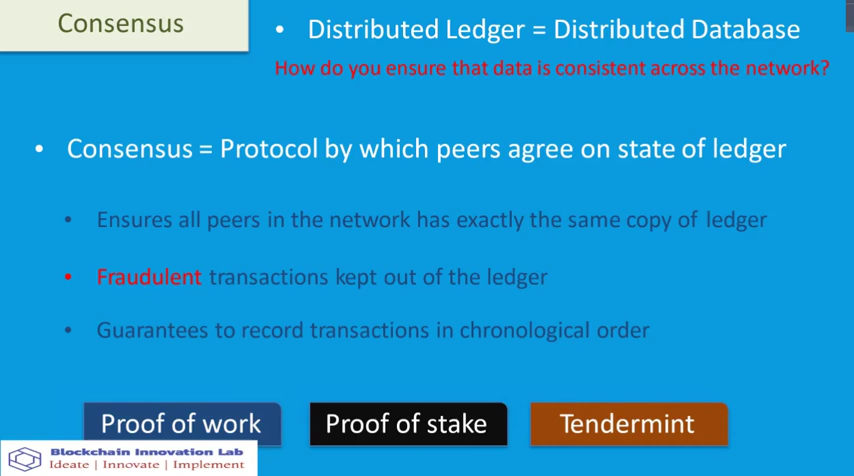 Consensus
• Distributed Ledger = Distributed Database
How do you ensure that data is consistent across the network?
• Consensus = Protocol by which peers agree on state of ledger
• Ensures all peers in the network has exactly the same copy of ledger
• Fraudulent transactions kept out of the ledger
• Guarantees to record transactions in chronological order
Proof of work
Proof of stake
Tendermint
Blockchain Innovation Lab
Ideate | Innovate | Implement